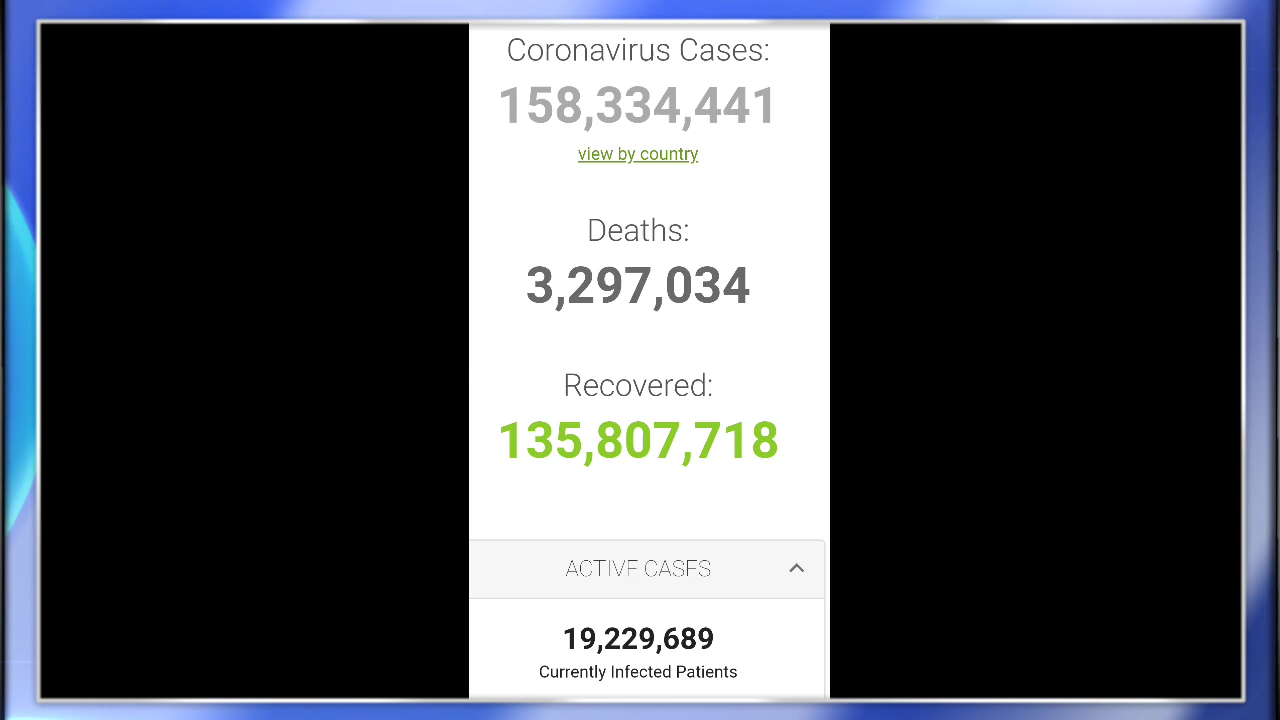 Coronavirus Cases:
158,334,441
view by country
Deaths:
3,297,034
Recovered:
135,807,718
ACTIVE CASES
19,229,689
Currently Infected Patients